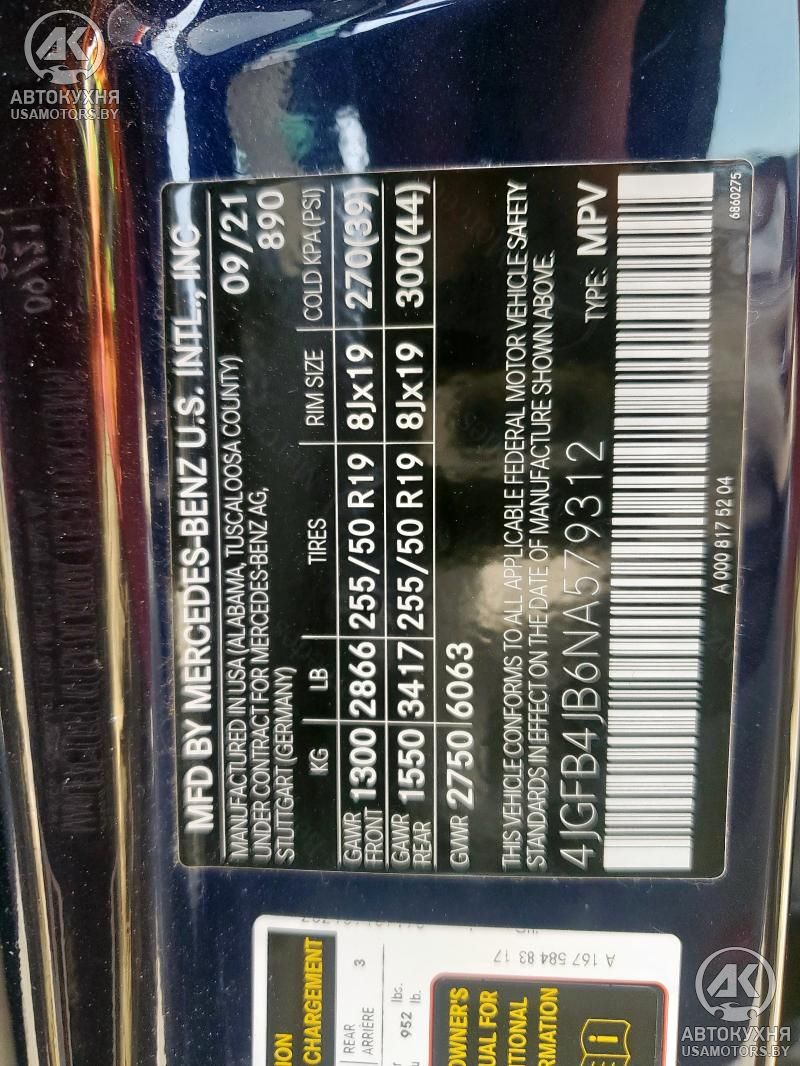 АВТОКУХНЯ
USAMOTORS.BY
MFD BY MERCEDES-BENZ U.S. INTL., INC
MANUFACTURED IN USA (ALABAMA, TUSCALOOSA COUNTY) 09/21
UNDER CONTRACT FOR MERCEDES-BENZ AG, 890
STUTTGART (GERMANY)
KG LB TIRES RIM SIZE COLD KPA(PSI)
GAWR FRONT 1300 2866 255/50 R19 8Jx19 270(39)
GAWR REAR 1550 3417 255/50 R19 8Jx19 300(44)
GVWR 2750 6063
THIS VEHICLE CONFORMS TO ALL APPLICABLE FEDERAL MOTOR VEHICLE SAFETY
STANDARDS IN EFFECT ON THE DATE OF MANUFACTURE SHOWN ABOVE.
4JGFB4JB6NA579312 TYPE: MPV
A 000 817 52 04
6860275
CHARGEMENT
REAR 3
ARRIÈRE
952 lbs.
lb.
OWNER'S
FOR
A 167 584 83 17
АВТОКУХНЯ
USAMOTORS.BY